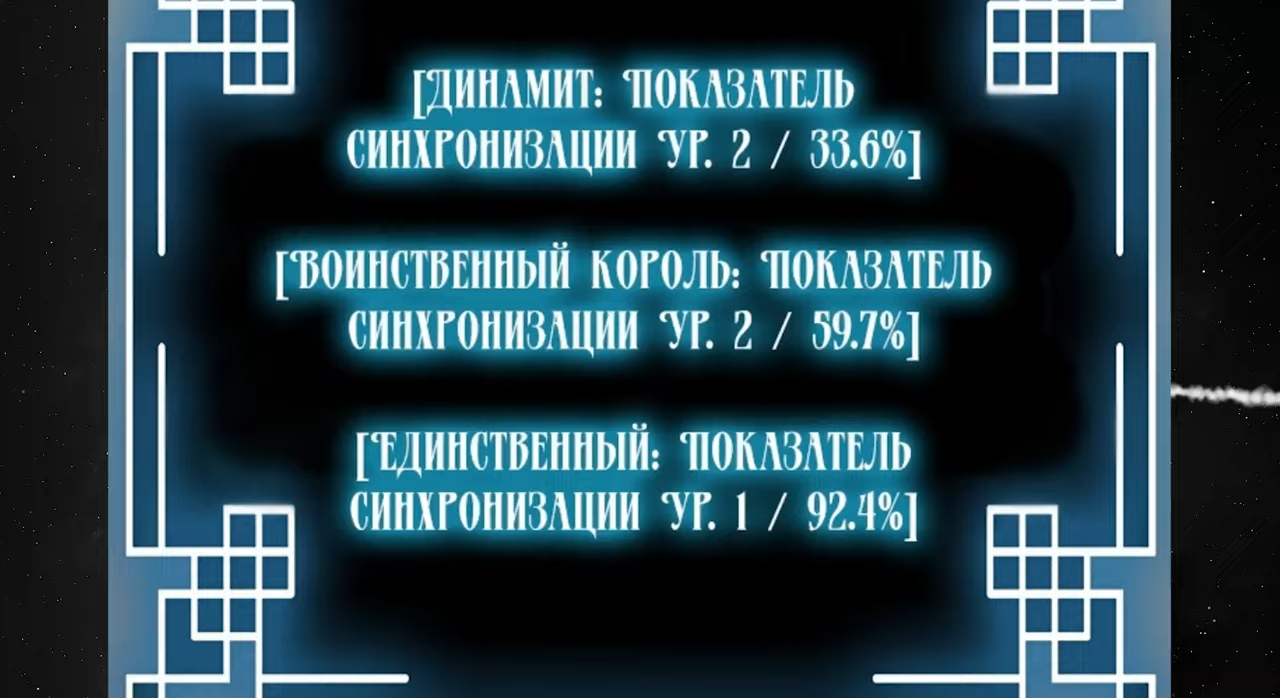 [ДИНАМИТ: ПОКАЗАТЕЛЬ
СИНХРОНИЗАЦИИ УР. 2 / 33.6%]
[ВОИНСТВЕННЫЙ КОРОЛЬ: ПОКАЗАТЕЛЬ
СИНХРОНИЗАЦИИ УР. 2 / 59.7%]
[ЕДИНСТВЕННЫЙ: ПОКАЗАТЕЛЬ
СИНХРОНИЗАЦИИ УР. 1 / 92.4%]